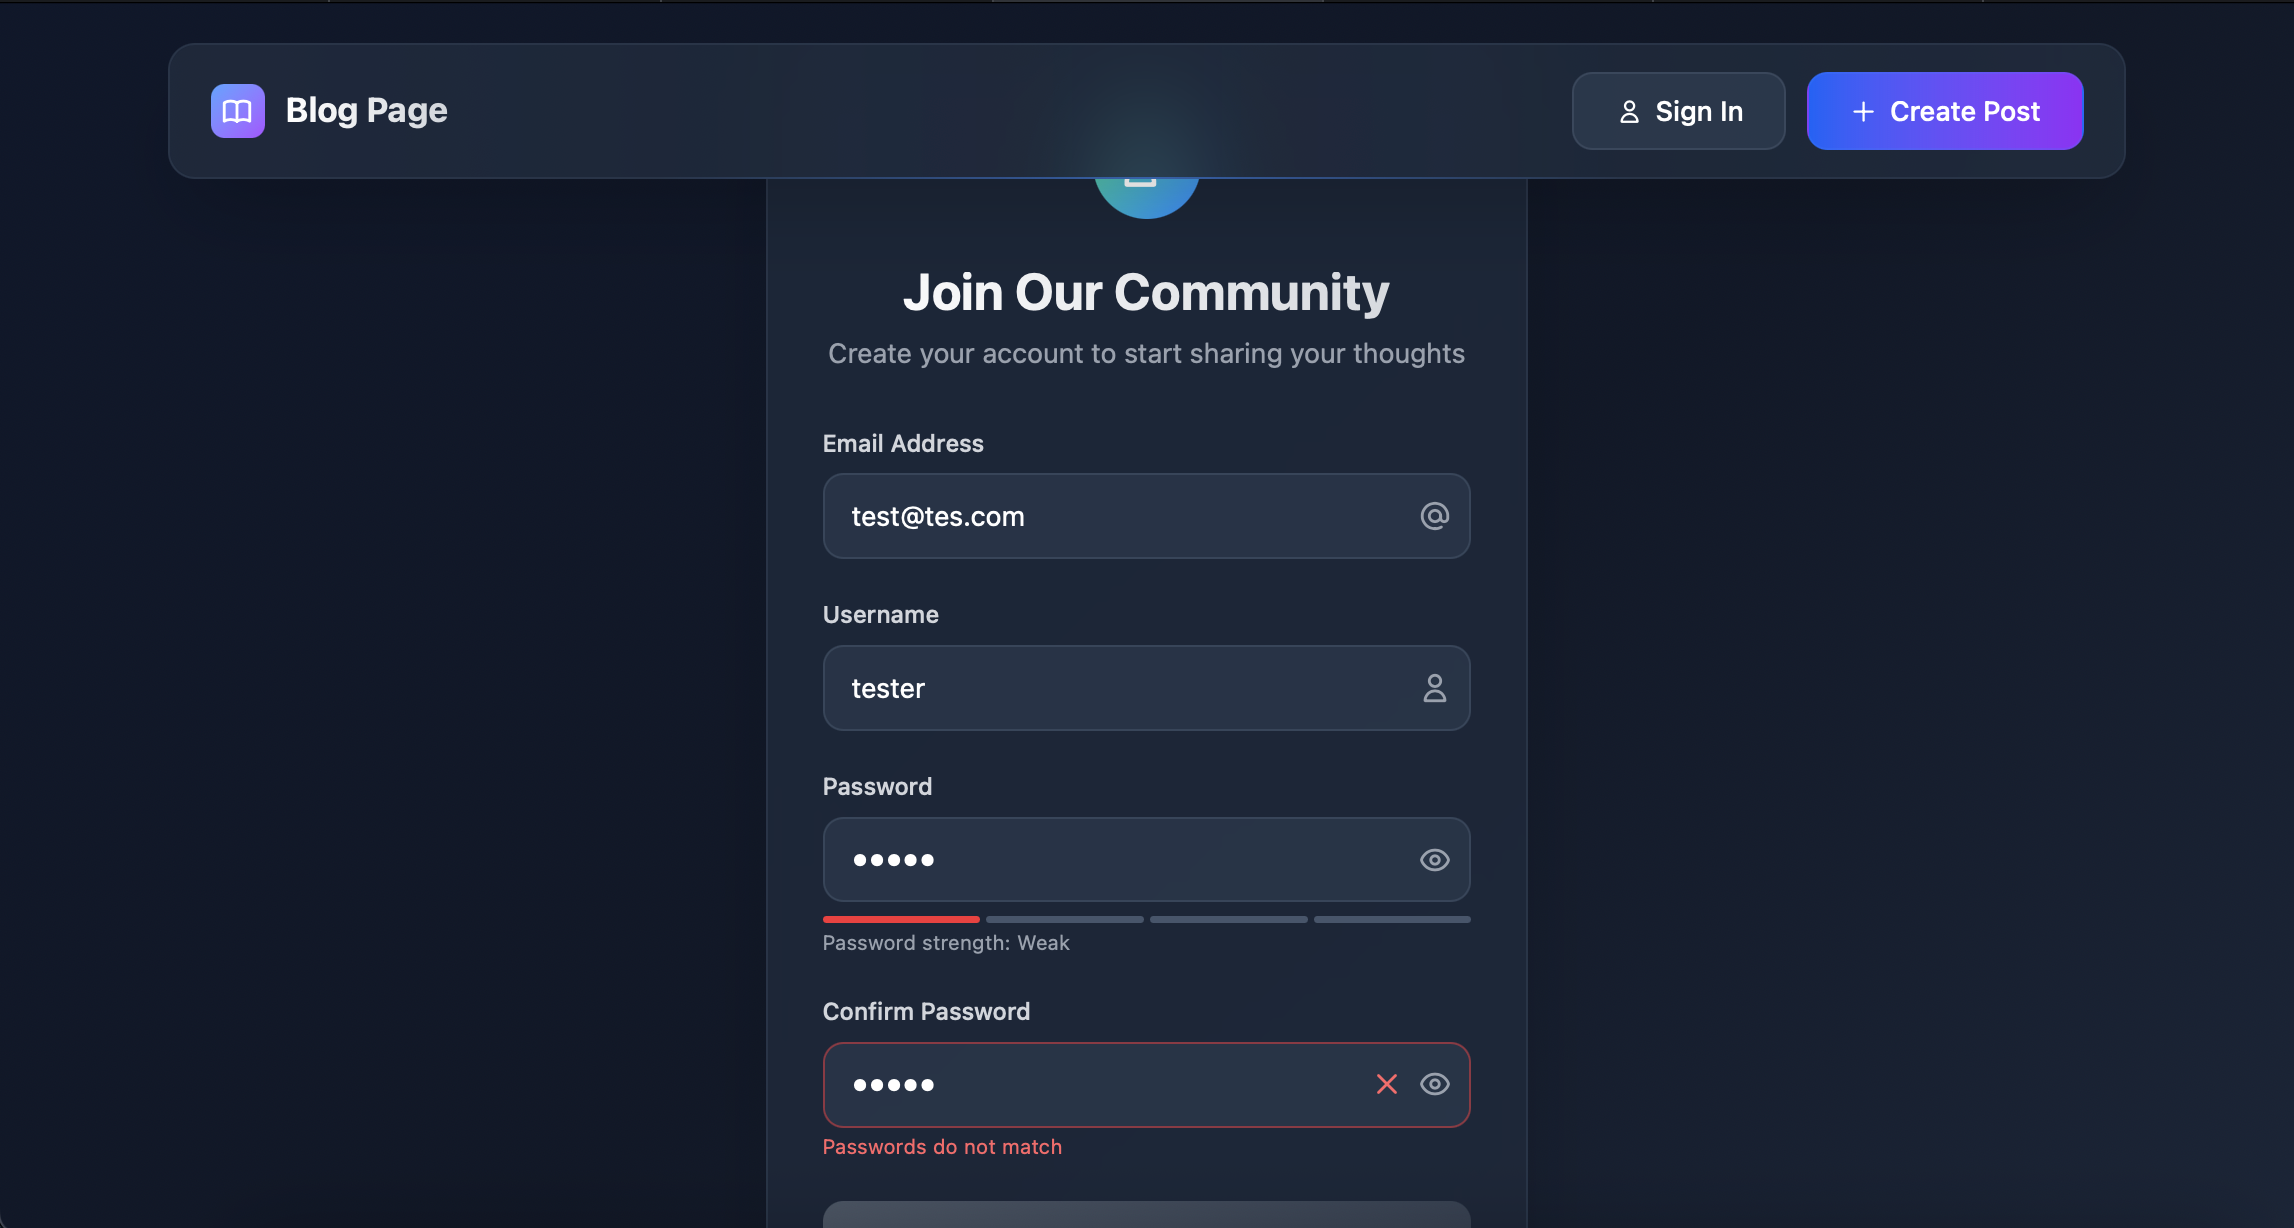 Blog Page
Sign In
Create Post
Join Our Community
Create your account to start sharing your thoughts
Email Address
test@tes.com
Username
tester
Password
•••••
Password strength: Weak
Confirm Password
•••••
Passwords do not match